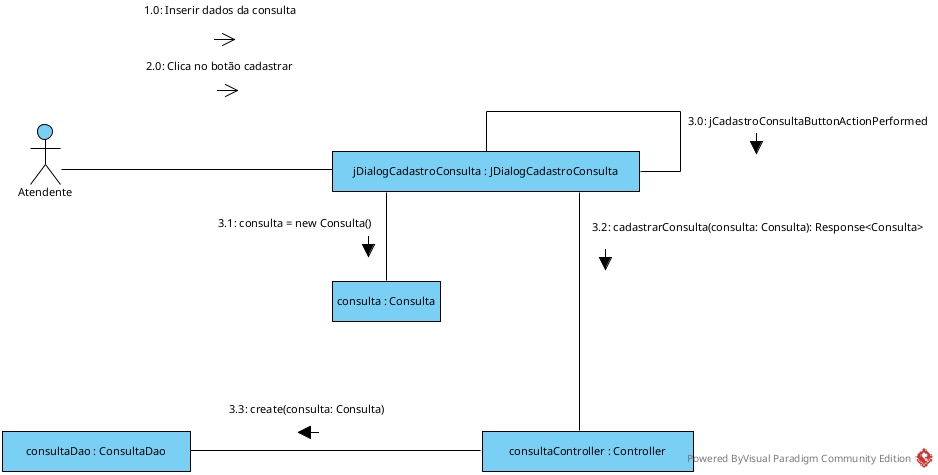 1.0: Inserir dados da consulta
2.0: Clica no botão cadastrar
3.0: jCadastroConsultaButtonActionPerformed
jDialogCadastroConsulta : JDialogCadastroConsulta
Atendente
3.1: consulta = new Consulta()
3.2: cadastrarConsulta(consulta: Consulta): Response<Consulta>
consulta : Consulta
3.3: create(consulta: Consulta)
consultaDao : ConsultaDao
consultaController : Controller
Powered ByVisual Paradigm Community Edition